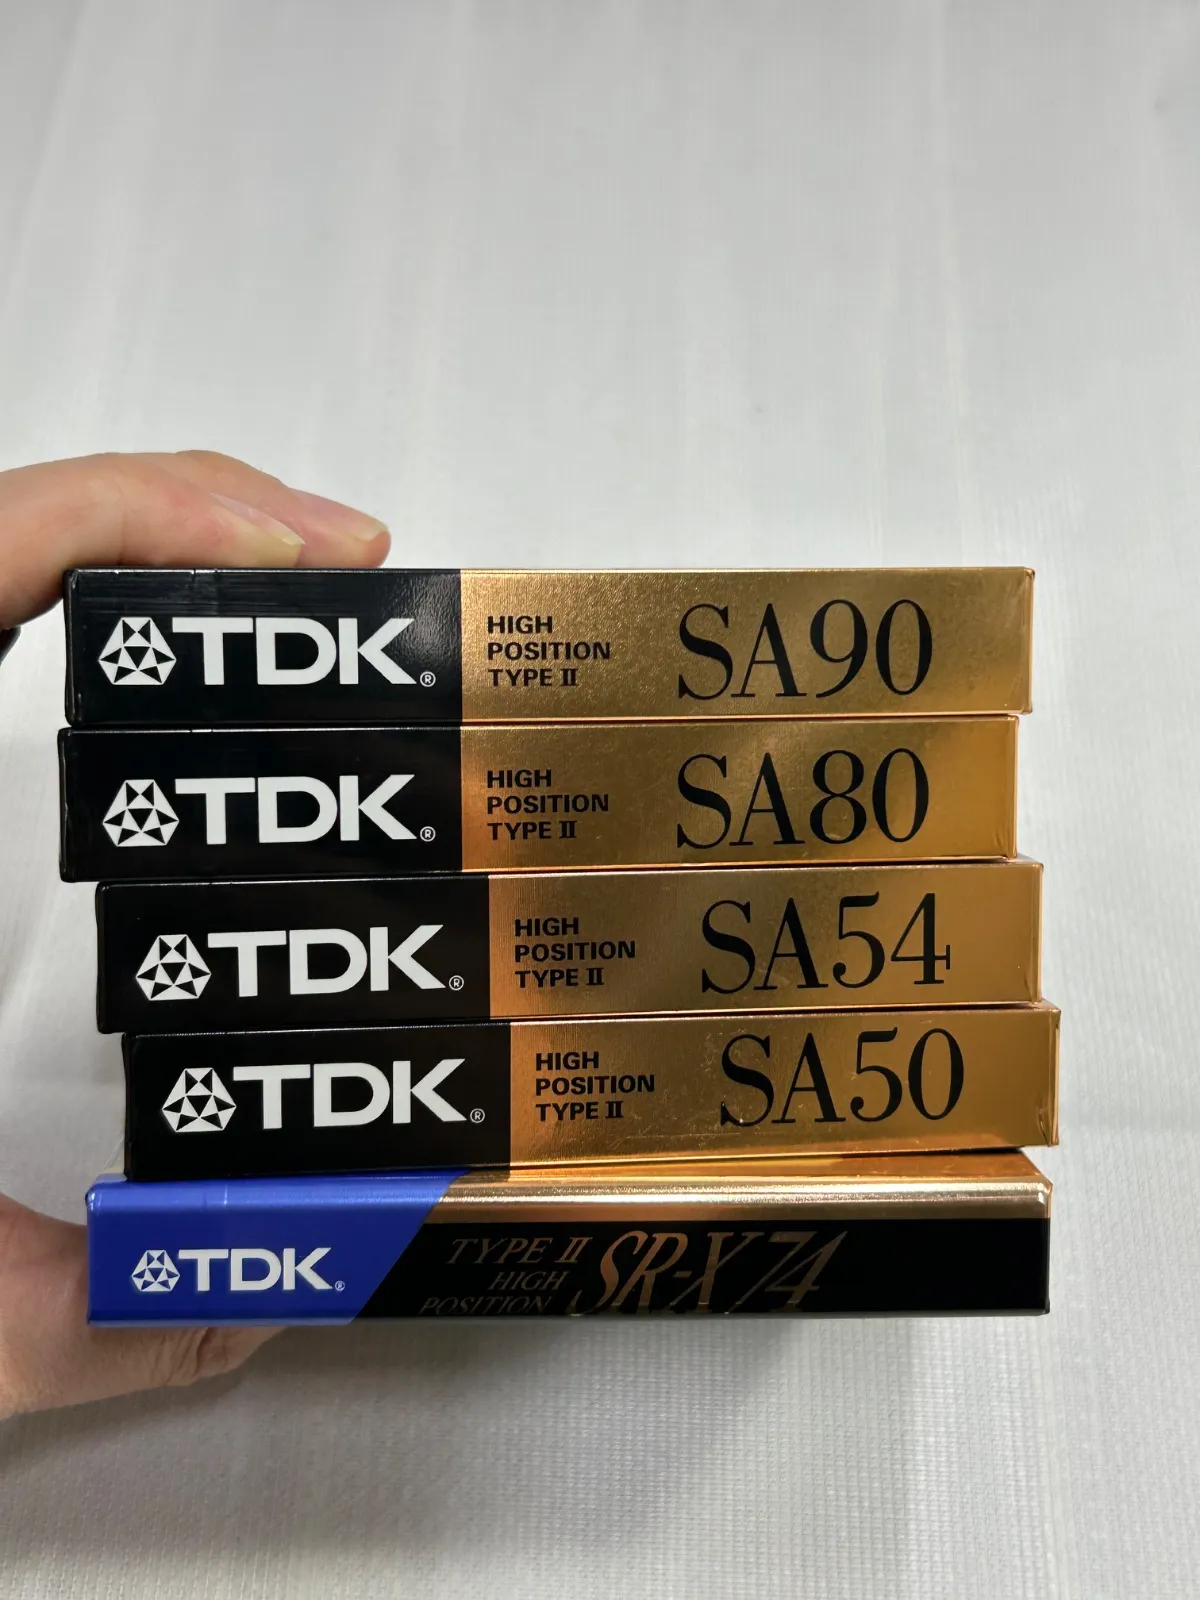 TDK®
HIGH
POSITION
TYPE II
SA90
TDK®
HIGH
POSITION
TYPE II
SA80
TDK®
HIGH
POSITION
TYPE II
SA54
TDK®
HIGH
POSITION
TYPE II
SA50
TDK®
TYPE II
HIGH
POSITION
SR-X74